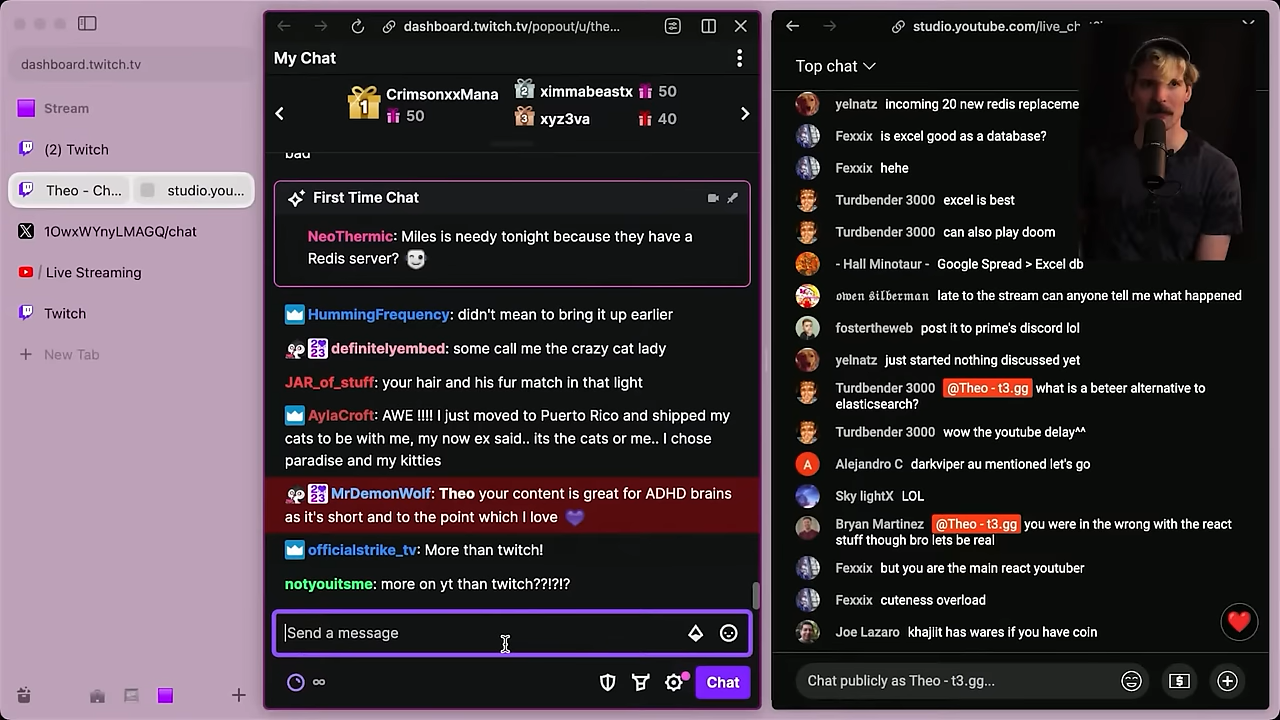 dashboard.twitch.tv
Stream
(2) Twitch
Theo - Ch...
studio.you...
1OwxWYnyLMAGQ/chat
/ Live Streaming
Twitch
New Tab
dashboard.twitch.tv/popout/u/the...
My Chat
1
CrimsonxxMana
50
2
ximmabeastx
50
3
xyz3va
40
bad
First Time Chat
NeoThermic: Miles is needy tonight because they have a
Redis server?
HummingFrequency: didn't mean to bring it up earlier
2023 definitelyembed: some call me the crazy cat lady
JAR_of_stuff: your hair and his fur match in that light
AylaCroft: AWE !!!! I just moved to Puerto Rico and shipped my
cats to be with me, my now ex said.. its the cats or me.. I chose
paradise and my kitties
2023 MrDemonWolf: Theo your content is great for ADHD brains
as it's short and to the point which I love
officialstrike_tv: More than twitch!
notyouitsme: more on yt than twitch??!?!?
Send a message
Chat
studio.youtube.com/live_ch
Top chat
yelnatz incoming 20 new redis replaceme
Fexxix is excel good as a database?
Fexxix hehe
Turdbender 3000 excel is best
Turdbender 3000 can also play doom
- Hall Minotaur - Google Spread > Excel db
𝔬𝔴𝔢𝔫 𝔰𝔦𝔩𝔟𝔢𝔯𝔪𝔞𝔫 late to the stream can anyone tell me what happened
fostertheweb post it to prime's discord lol
yelnatz just started nothing discussed yet
Turdbender 3000 @Theo - t3.gg what is a beteer alternative to
elasticsearch?
Turdbender 3000 wow the youtube delay^^
A
Alejandro C darkviper au mentioned let's go
Sky lightX LOL
Bryan Martinez @Theo - t3.gg you were in the wrong with the react
stuff though bro lets be real
Fexxix but you are the main react youtuber
Fexxix cuteness overload
Joe Lazaro khajiit has wares if you have coin
Chat publicly as Theo - t3.gg...